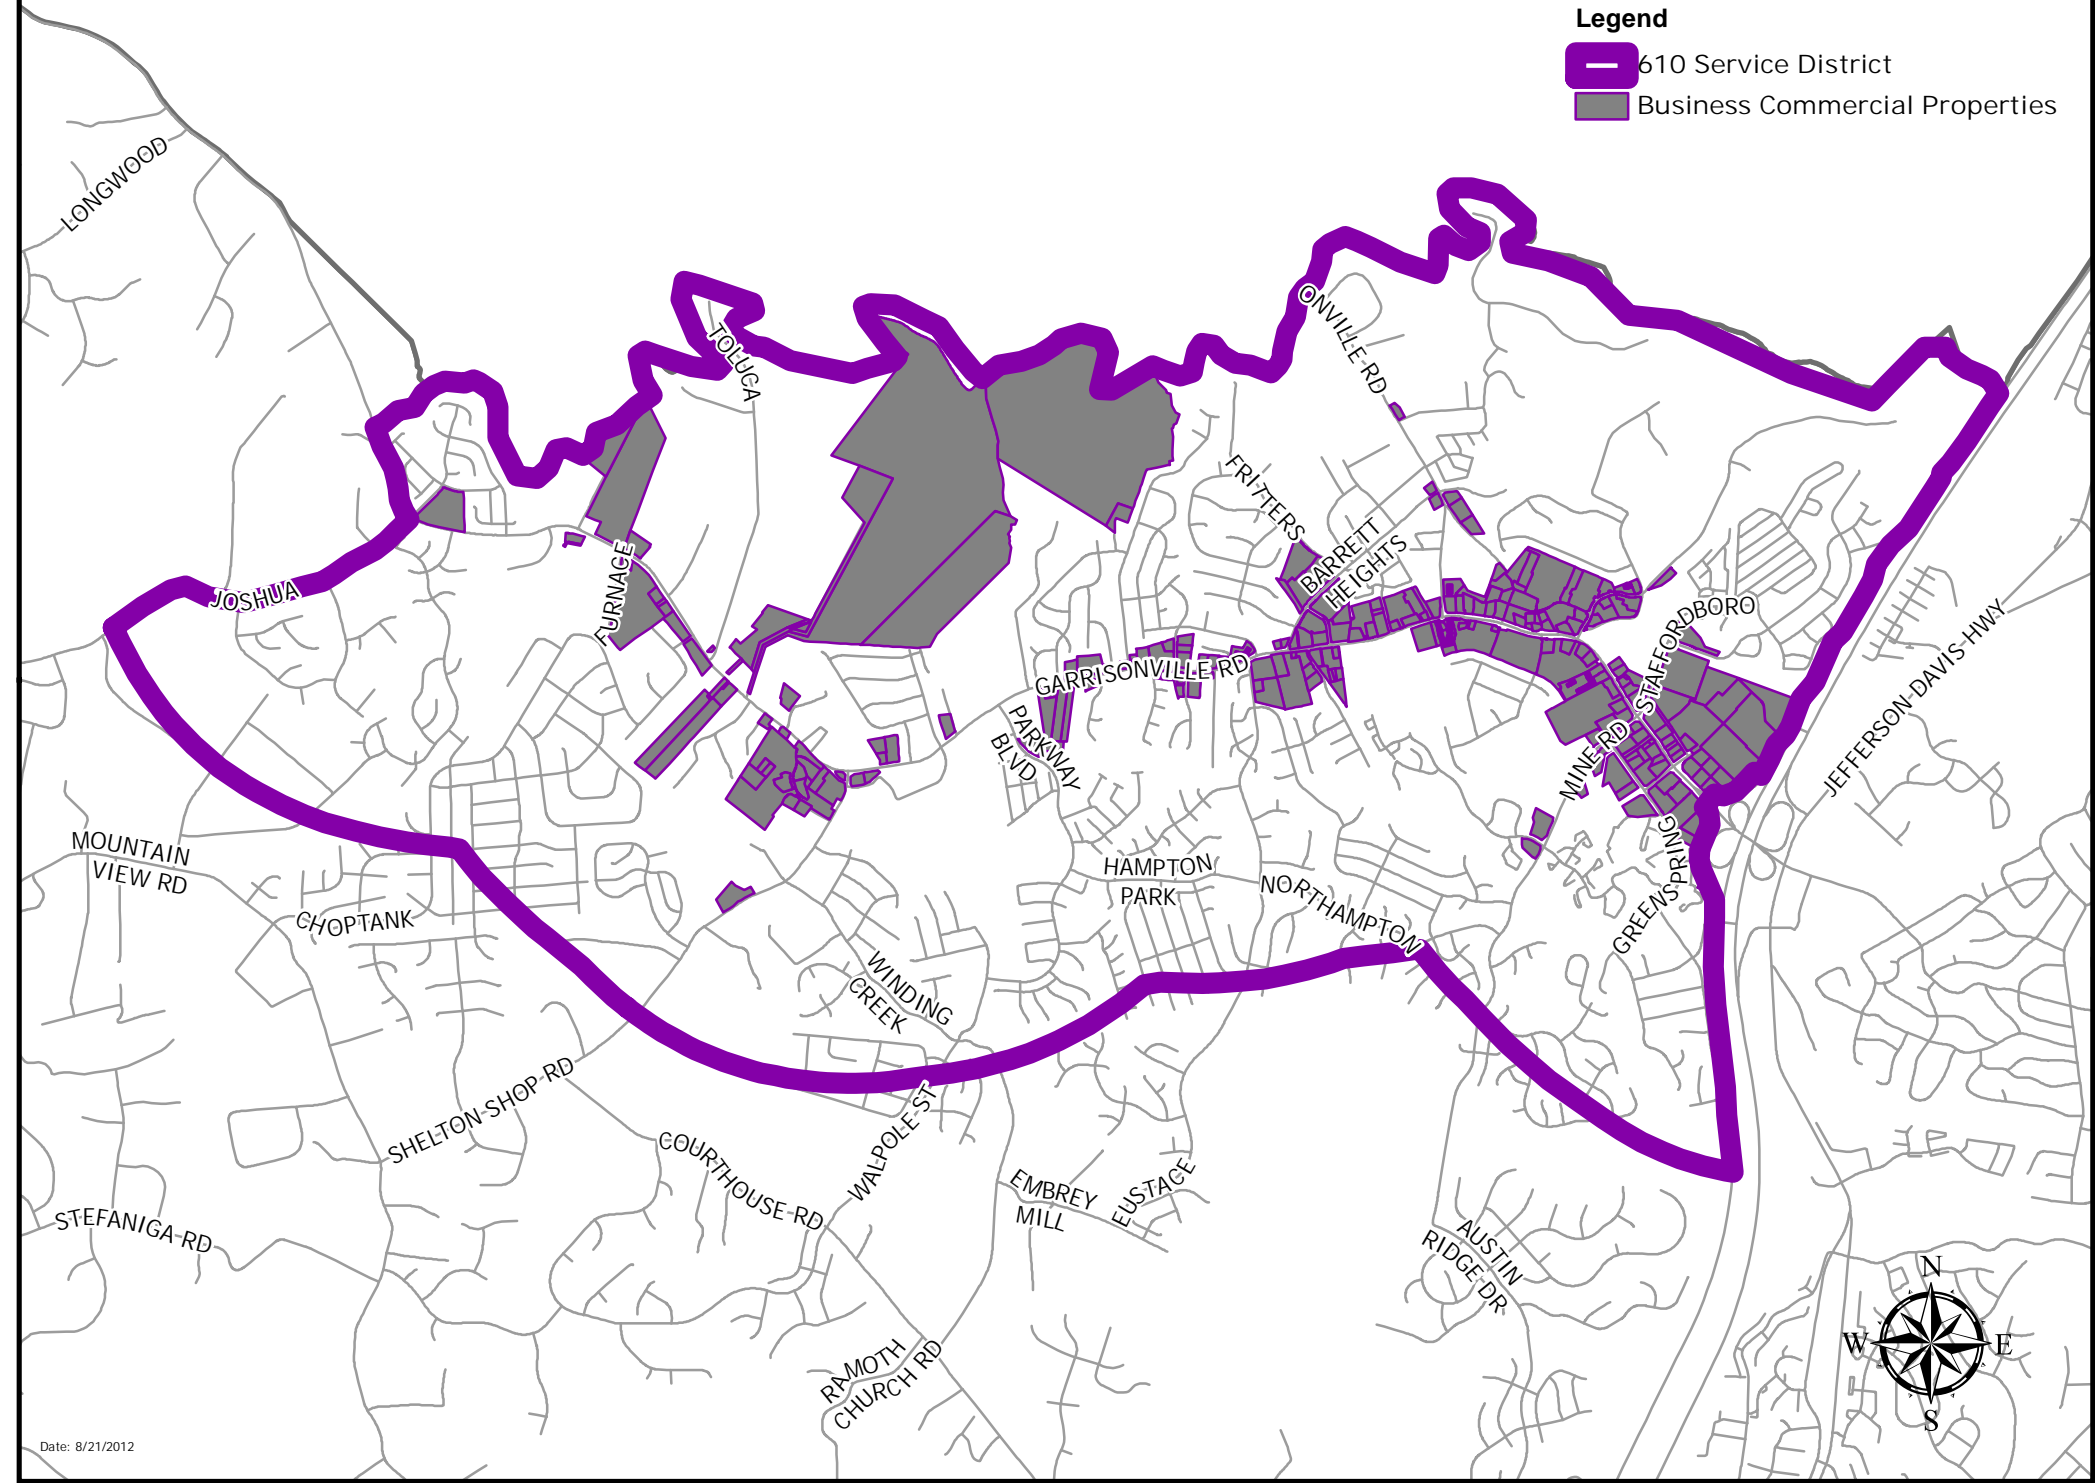 Legend
610 Service District
Business Commercial Properties
LONGWOOD
TOLUCA
ONVILLE RD
FRITTERS
BARRETT
HEIGHTS
JOSHUA
FURNACE
STAFFORDBORO
GARRISONVILLE RD
JEFFERSON DAVIS HWY
PARKWAY
BLVD
MINE RD
MOUNTAIN
VIEW RD
HAMPTON
PARK
NORTHAMPTON
GREENSPRING
CHOPTANK
WINDING
CREEK
SHELTON SHOP RD
WALPOLE ST
COURTHOUSE RD
EMBREY
MILL
EUSTACE
STEFANIGA RD
AUSTIN
RIDGE DR
RAMOTH
CHURCH RD
N
W E
S
Date: 8/21/2012